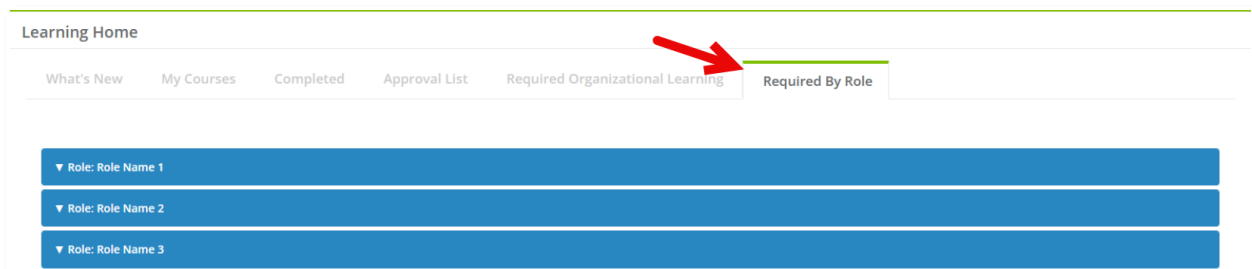 Learning Home
What's New My Courses Completed Approval List Required Organizational Learning Required By Role
▼ Role: Role Name 1
▼ Role: Role Name 2
▼ Role: Role Name 3